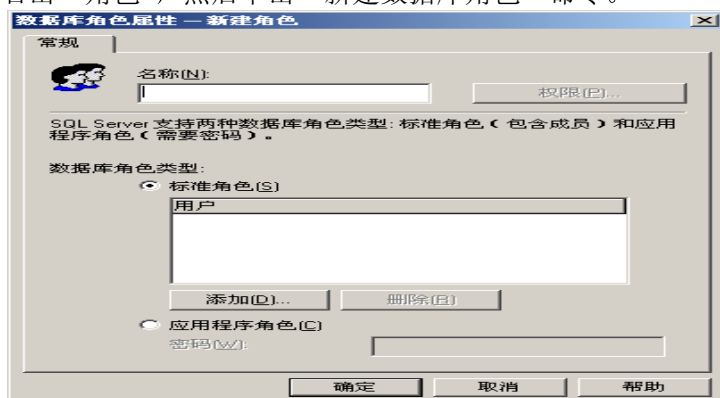 数据库角色属性 － 新建角色
常规
名称(N):
权限(P)...
SQL Server 支持两种数据库角色类型: 标准角色 ( 包含成员 ) 和应用
程序角色 ( 需要密码 ) 。
数据库角色类型:
标准角色(S)
用户
添加(D)...
删除(R)
应用程序角色(C)
密码(W):
确定
取消
帮助